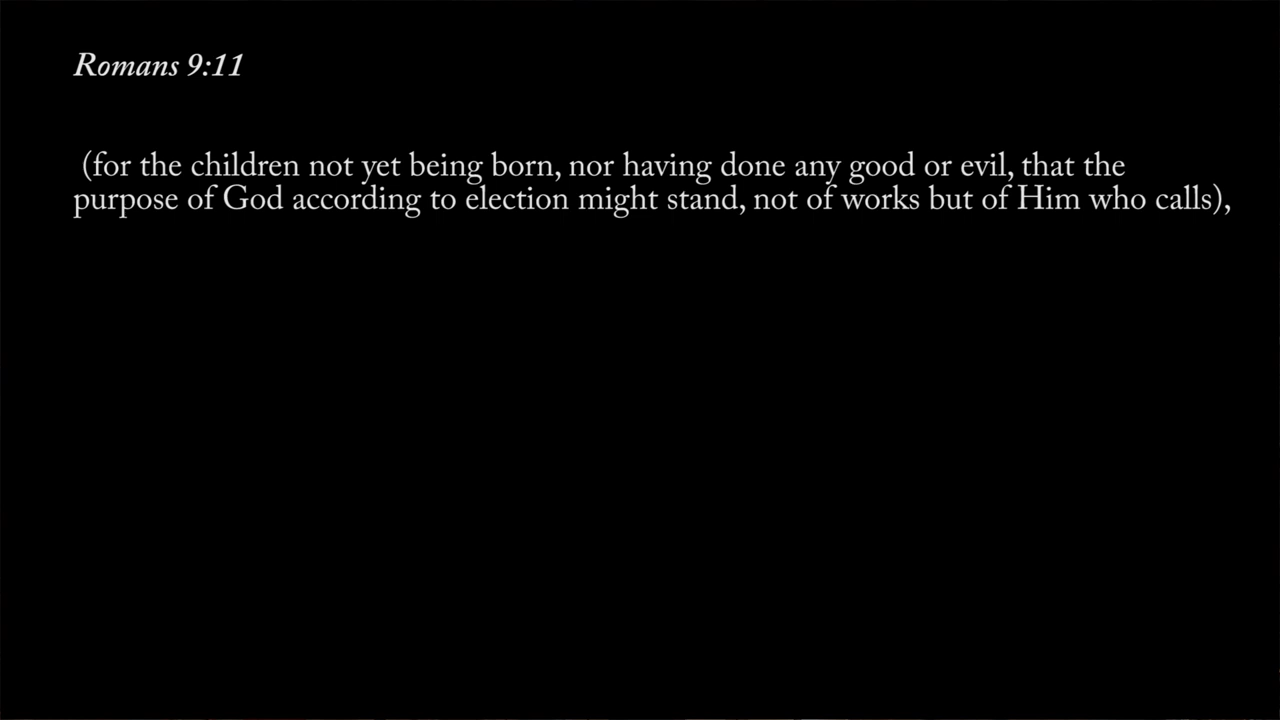 Romans 9:11
(for the children not yet being born, nor having done any good or evil, that the
purpose of God according to election might stand, not of works but of Him who calls),